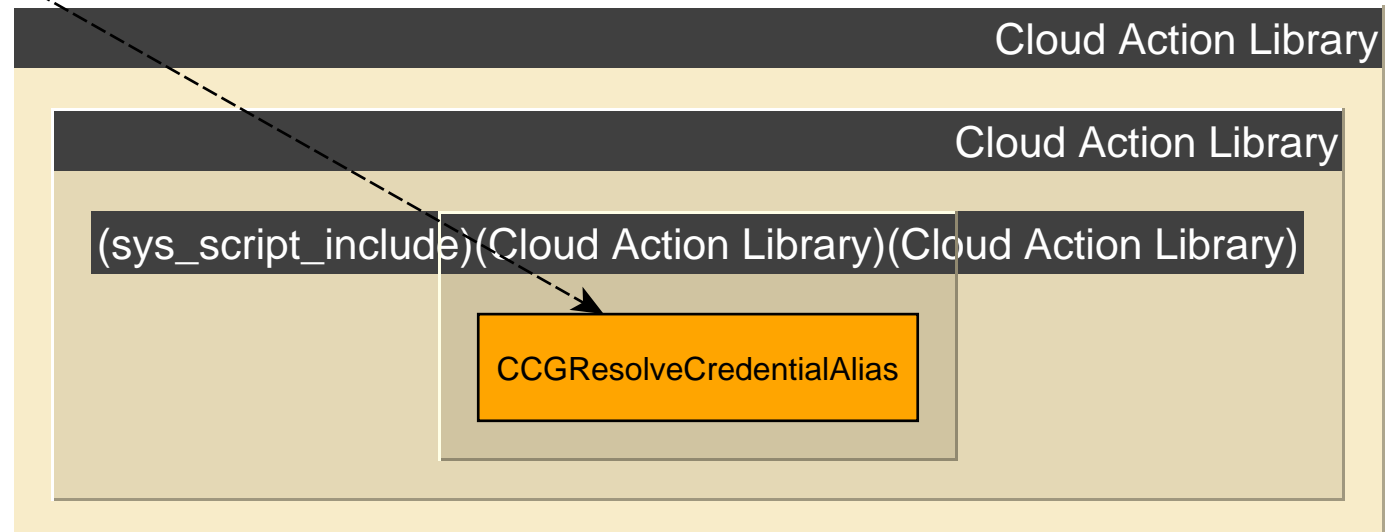 Cloud Action Library
Cloud Action Library
(sys_script_include)(Cloud Action Library)(Cloud Action Library)
CCGResolveCredentialAlias